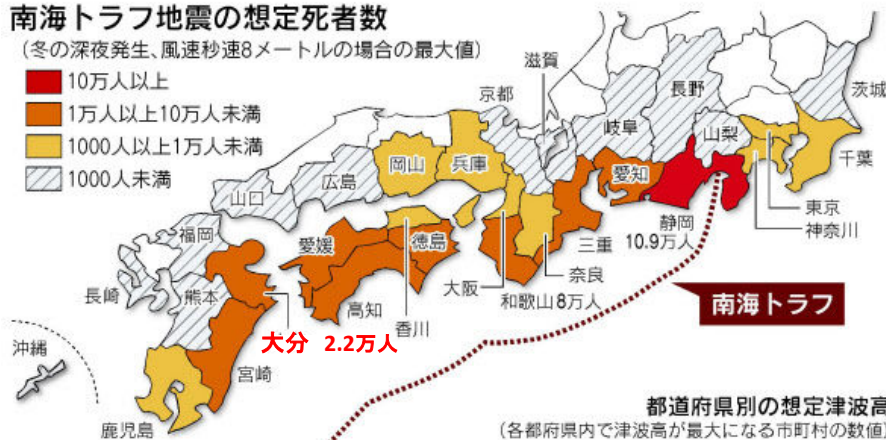 南海トラフ地震の想定死者数
(冬の深夜発生、風速秒速8メートルの場合の最大値)
10万人以上
1万人以上10万人未満
1000人以上1万人未満
1000人未満
滋賀
京都
長野
茨城
岐阜
山梨
岡山
兵庫
愛知
千葉
広島
山口
東京
静岡
神奈川
10.9万人
福岡
愛媛
徳島
三重
奈良
長崎
熊本
大阪
和歌山8万人
高知
香川
南海トラフ
大分 2.2万人
沖縄
宮崎
鹿児島
都道府県別の想定津波高
(各都府県内で津波高が最大になる市町村の数値)